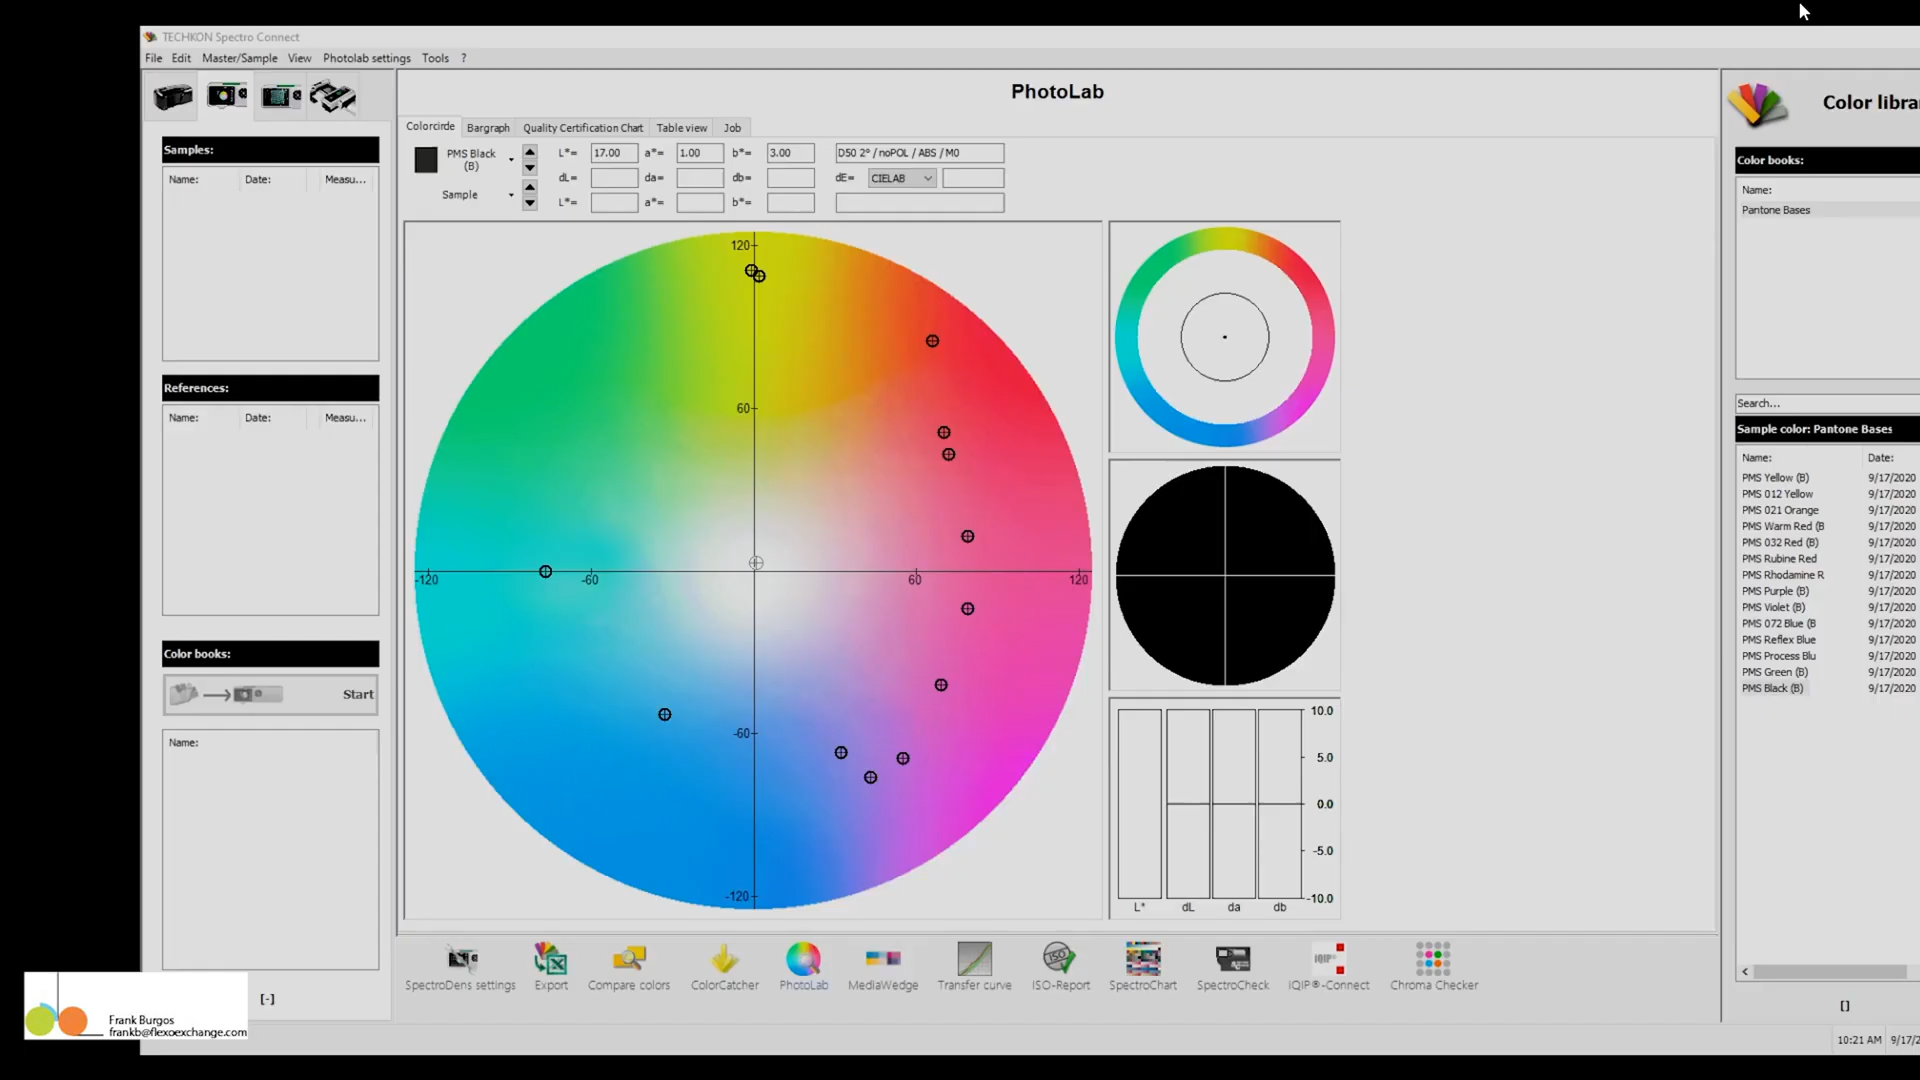 TECHKON Spectro Connect
File Edit Master/Sample View Photolab settings Tools ?
PhotoLab
Colorcircle Bargraph Quality Certification Chart Table view Job
PMS Black (B) L*= 17.00 a*= 1.00 b*= 3.00 D50 2° / noPOL / ABS / M0
dL= da= db= dE= CIELAB
Sample L*= a*= b*=
Samples:
Name: Date: Measu...
References:
Name: Date: Measu...
Color books:
Start
Name:
[-]
120
60
-120 -60 60 120
-60
-120
10.0
5.0
0.0
-5.0
-10.0
L* dL da db
Color librar
Color books:
Name:
Pantone Bases
Search...
Sample color: Pantone Bases
Name: Date:
PMS Yellow (B) 9/17/2020
PMS 012 Yellow 9/17/2020
PMS 021 Orange 9/17/2020
PMS Warm Red (B 9/17/2020
PMS 032 Red (B) 9/17/2020
PMS Rubine Red 9/17/2020
PMS Rhodamine R 9/17/2020
PMS Purple (B) 9/17/2020
PMS Violet (B) 9/17/2020
PMS 072 Blue (B 9/17/2020
PMS Reflex Blue 9/17/2020
PMS Process Blu 9/17/2020
PMS Green (B) 9/17/2020
PMS Black (B) 9/17/2020
[]
SpectroDens settings Export Compare colors ColorCatcher PhotoLab MediaWedge Transfer curve ISO-Report SpectroChart SpectroCheck IQIP®-Connect Chroma Checker
ISO
IQIP
Frank Burgos
frankb@flexoexchange.com
10:21 AM 9/17/2